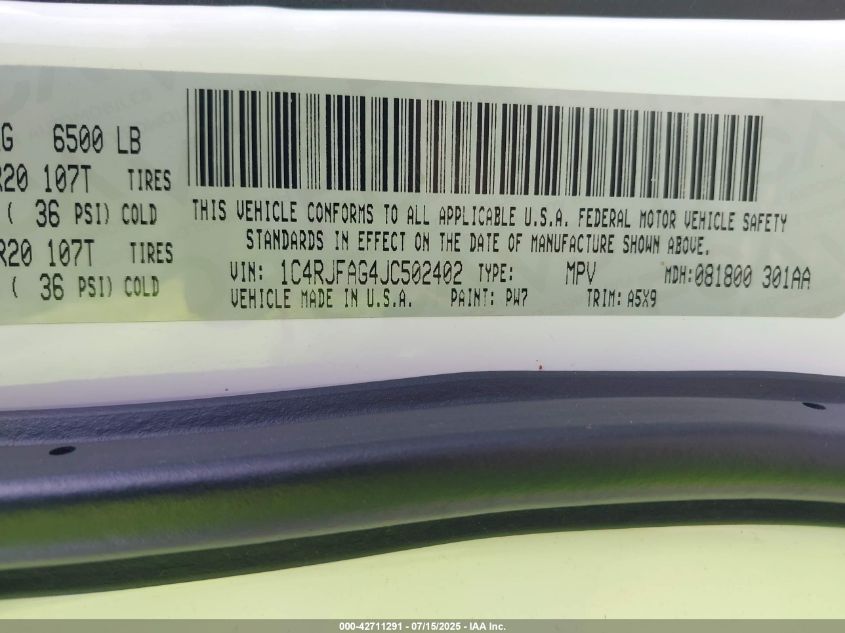 G 6500 LB
R20 107T TIRES
( 36 PSI) COLD
R20 107T TIRES
( 36 PSI) COLD
THIS VEHICLE CONFORMS TO ALL APPLICABLE U.S.A. FEDERAL MOTOR VEHICLE SAFETY
STANDARDS IN EFFECT ON THE DATE OF MANUFACTURE SHOWN ABOVE.
VIN: 1C4RJFAG4JC502402 TYPE: MPV MDH:081800 301AA
VEHICLE MADE IN U.S.A. PAINT: PW7 TRIM: A5X9
000-42711291 - 07/15/2025 - IAA Inc.